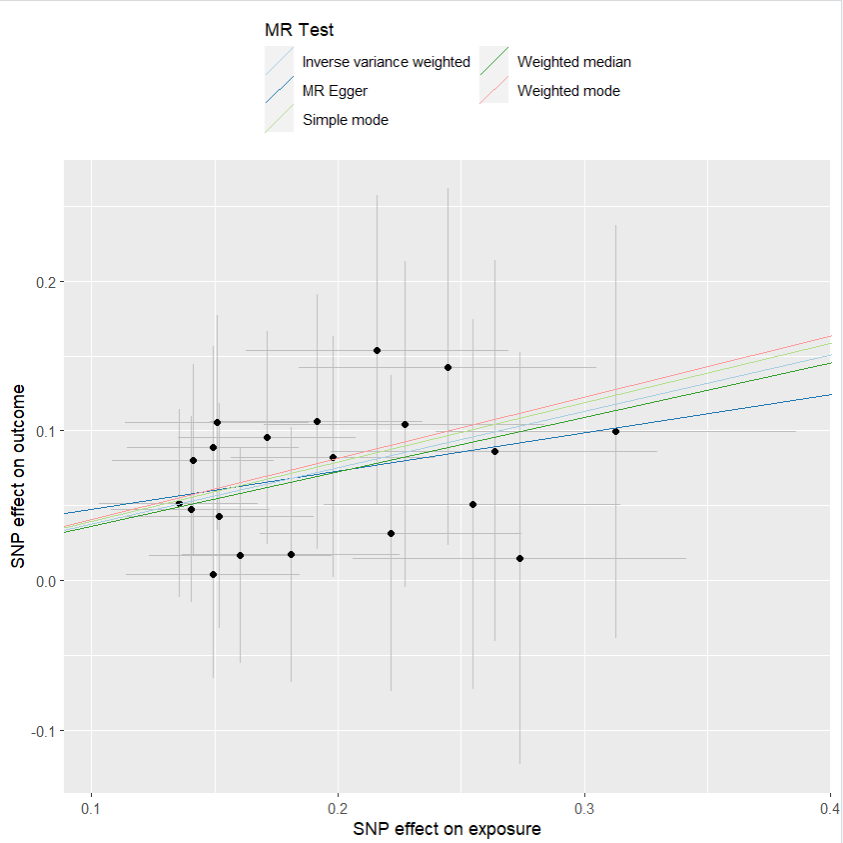 MR Test
Inverse variance weighted
Weighted median
MR Egger
Weighted mode
Simple mode
SNP effect on outcome
0.2
0.1
0.0
-0.1
0.1
0.2
0.3
0.4
SNP effect on exposure